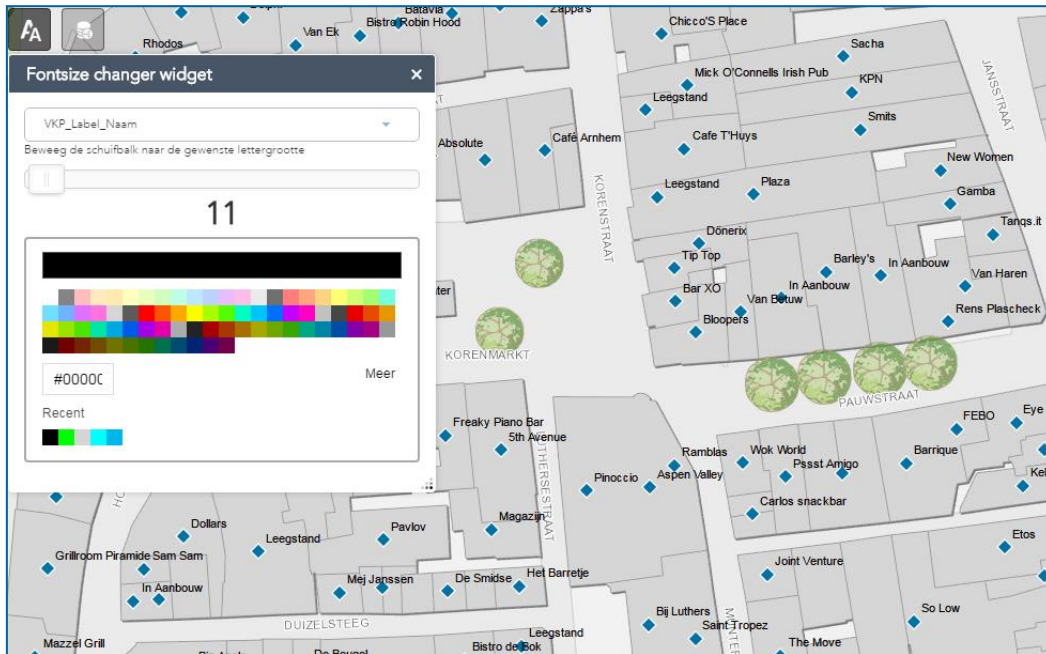 Batavia
Zappa's
Bistro Robin Hood
Van Ek
Rhodos
Chicco'S Place
Sacha
Mick O'Connells Irish Pub
KPN
Leegstand
Smits
JANSSTRAAT
Fontsize changer widget
VKP_Label_Naam
Beweeg de schuifbalk naar de gewenste lettergrootte
11
#00000
Meer
Recent
Absolute
Café Arnhem
KORENSTRAAT
Cafe T'Huys
New Women
Leegstand
Plaza
Gamba
Tanqs.it
Dönerix
Tip Top
Barley's
In Aanbouw
Van Haren
Bar XO
In Aanbouw
Van Betuw
Bloopers
Rens Plascheck
KORENMARKT
PAUWSTRAAT
Freaky Piano Bar
5th Avenue
LUTHERSESTRAAT
FEBO
Eye
Ramblas
Wok World
Barrique
Pinoccio
Aspen Valley
Pssst Amigo
Carlos snackbar
Magazijn
Dollars
Leegstand
Pavlov
Etos
Grillroom Piramide
Sam Sam
In Aanbouw
Mej Janssen
De Smidse
Het Barretje
Joint Venture
DUIZELSTEEG
Bij Luthers
Saint Tropez
So Low
Mazzel Grill
Bistro de Bok
Leegstand
The Move